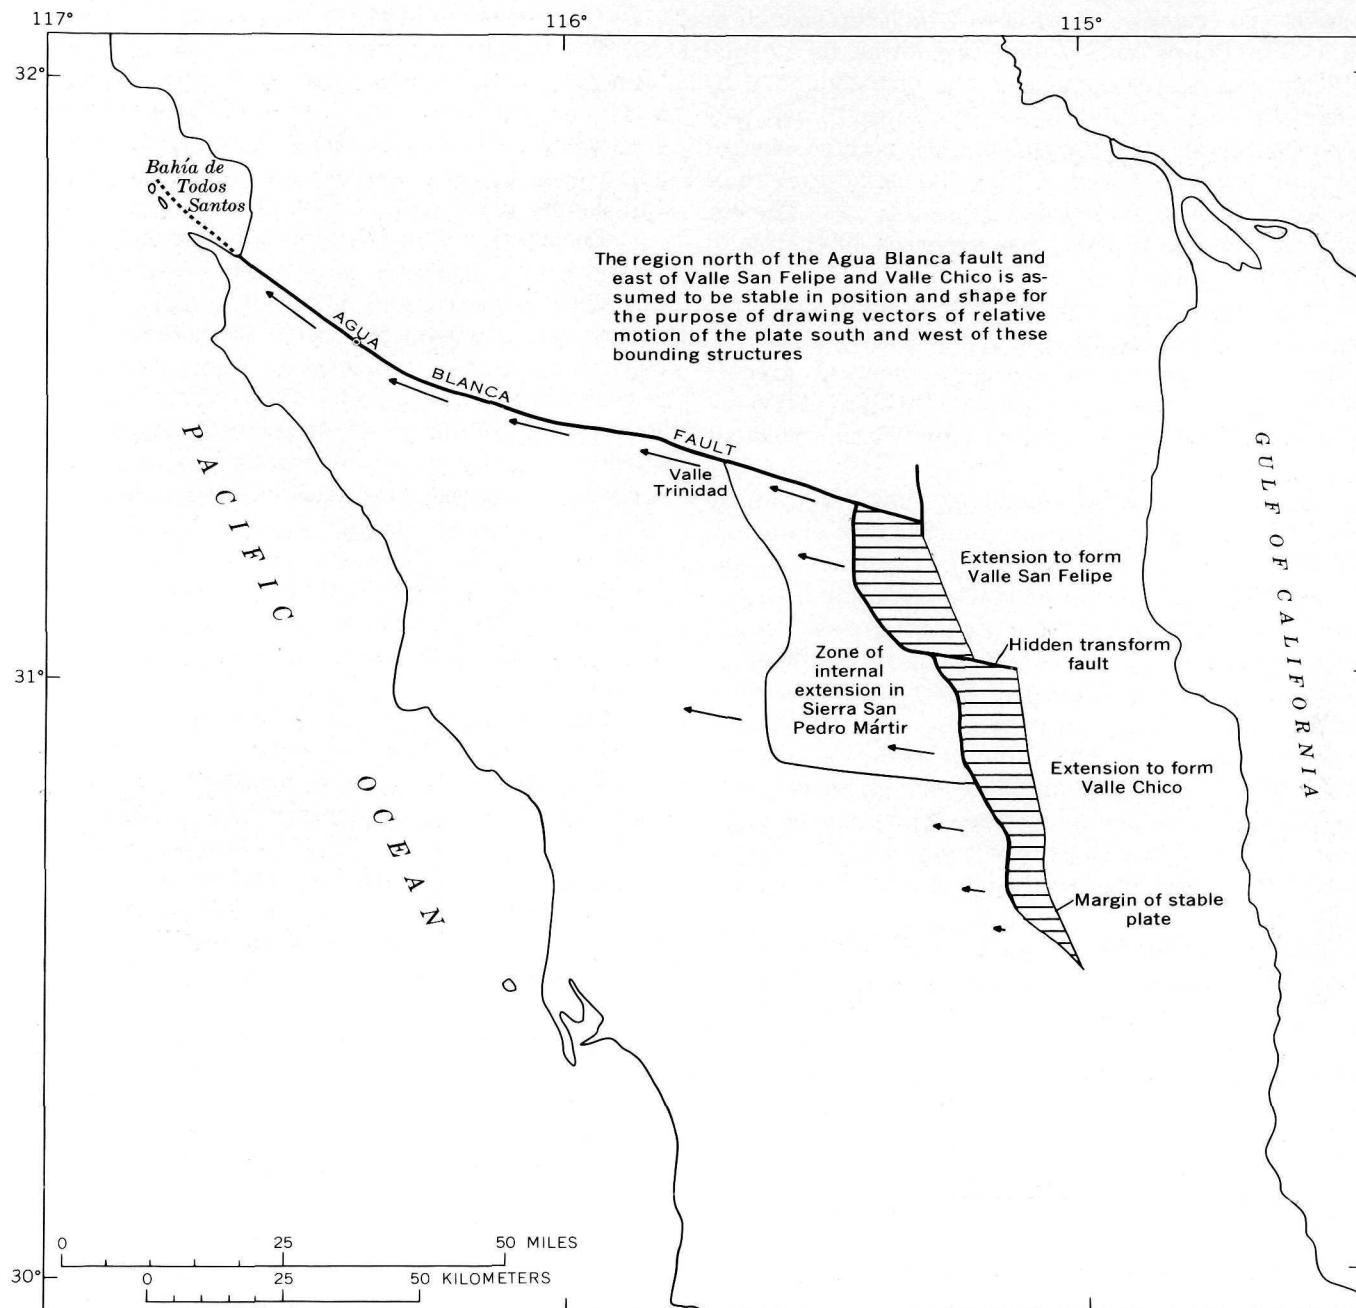 117°
116°
115°
32°
Bahía de
Todos
Santos
The region north of the Agua Blanca fault and
east of Valle San Felipe and Valle Chico is as-
sumed to be stable in position and shape for
the purpose of drawing vectors of relative
motion of the plate south and west of these
bounding structures
AGUA
BLANCA
FAULT
Valle
Trinidad
PACIFIC
OCEAN
GULF OF CALIFORNIA
Extension to form
Valle San Felipe
Hidden transform
fault
31°
Zone of
internal
extension in
Sierra San
Pedro Mártir
Extension to form
Valle Chico
Margin of stable
plate
0 25 50 MILES
30°
0 25 50 KILOMETERS